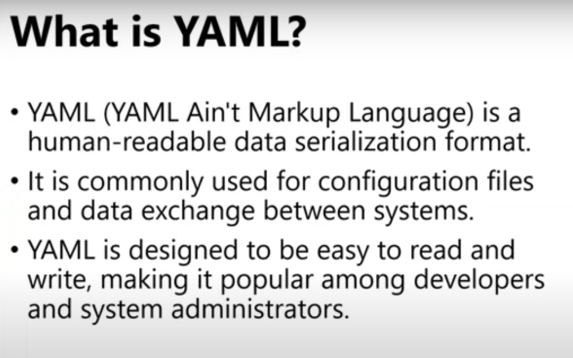 What is YAML?
• YAML (YAML Ain't Markup Language) is a
human-readable data serialization format.
• It is commonly used for configuration files
and data exchange between systems.
• YAML is designed to be easy to read and
write, making it popular among developers
and system administrators.